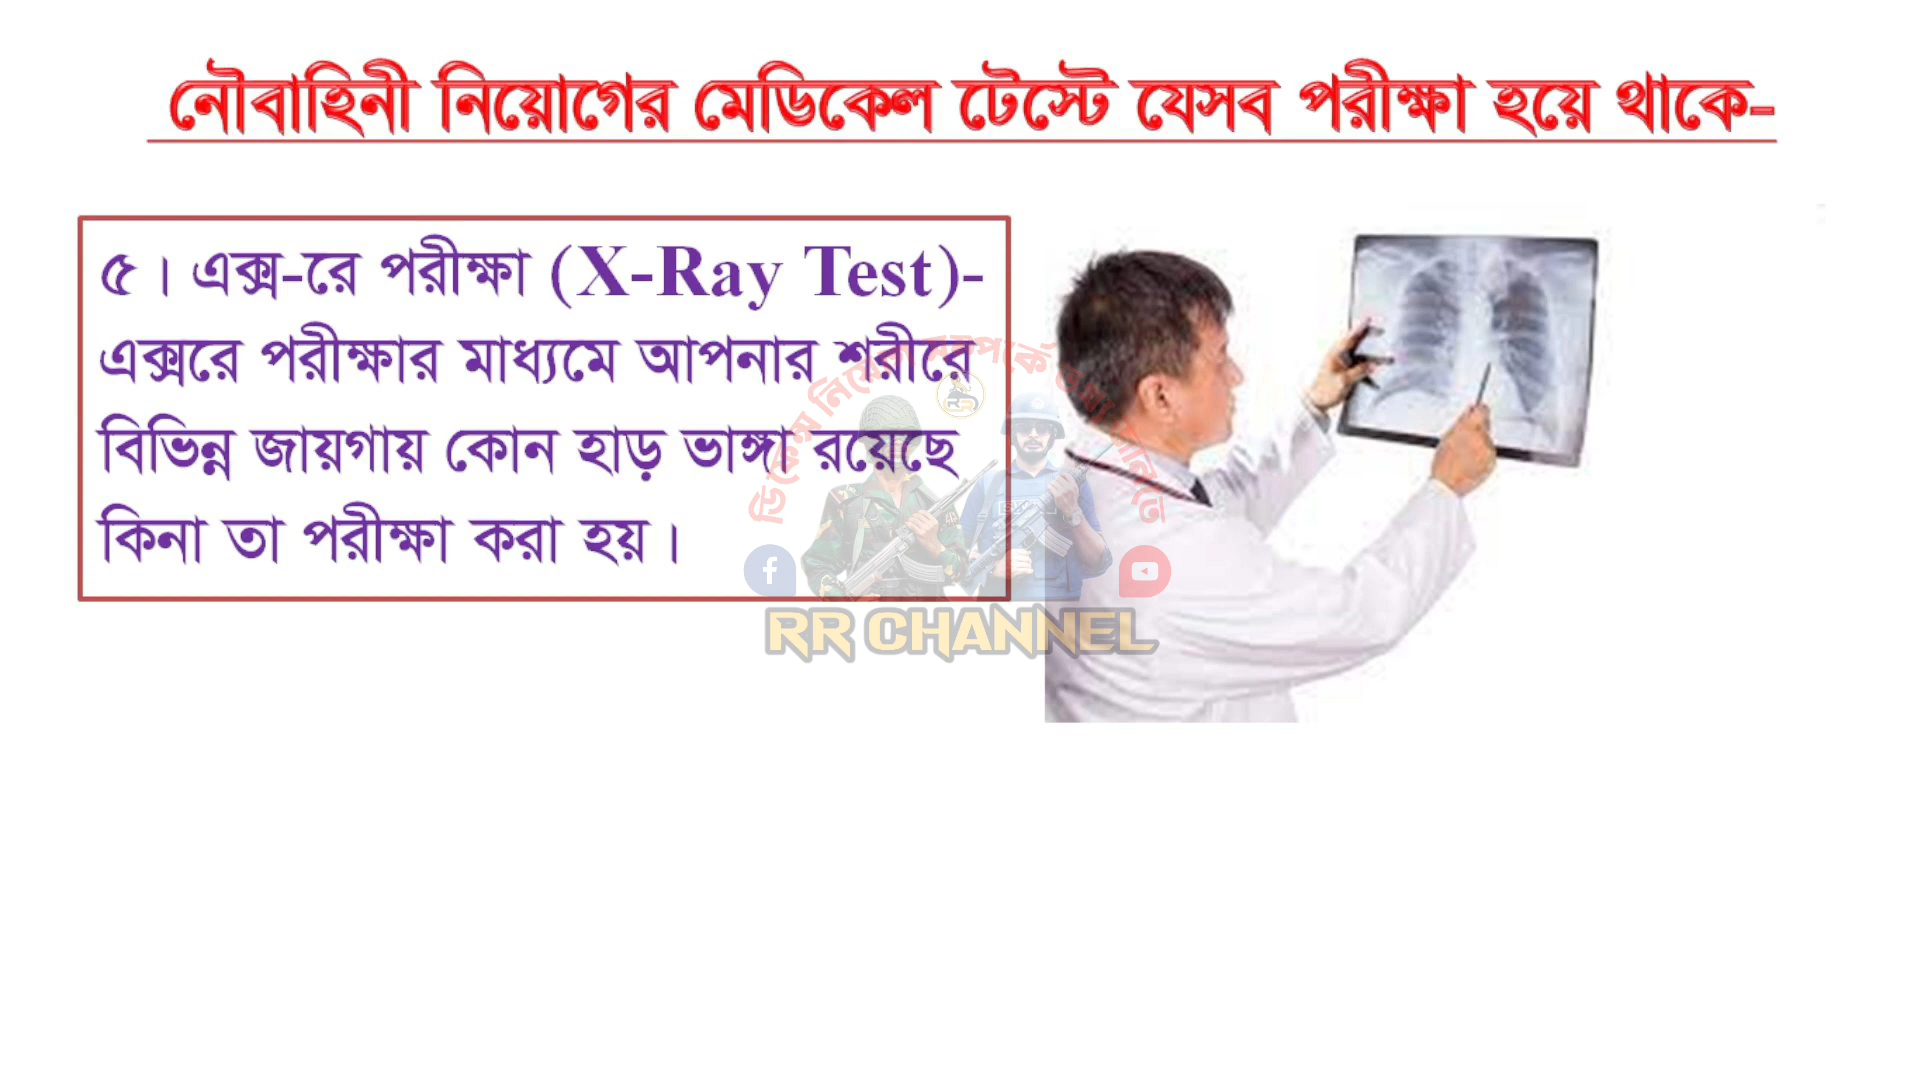 নৌবাহিনী নিয়োগের মেডিকেল টেস্টে যেসব পরীক্ষা হয়ে থাকে-
৫। এক্স-রে পরীক্ষা (X-Ray Test)-
এক্সরে পরীক্ষার মাধ্যমে আপনার শরীরে
বিভিন্ন জায়গায় কোন হাড় ভাঙ্গা রয়েছে
কিনা তা পরীক্ষা করা হয়।
RR CHANNEL